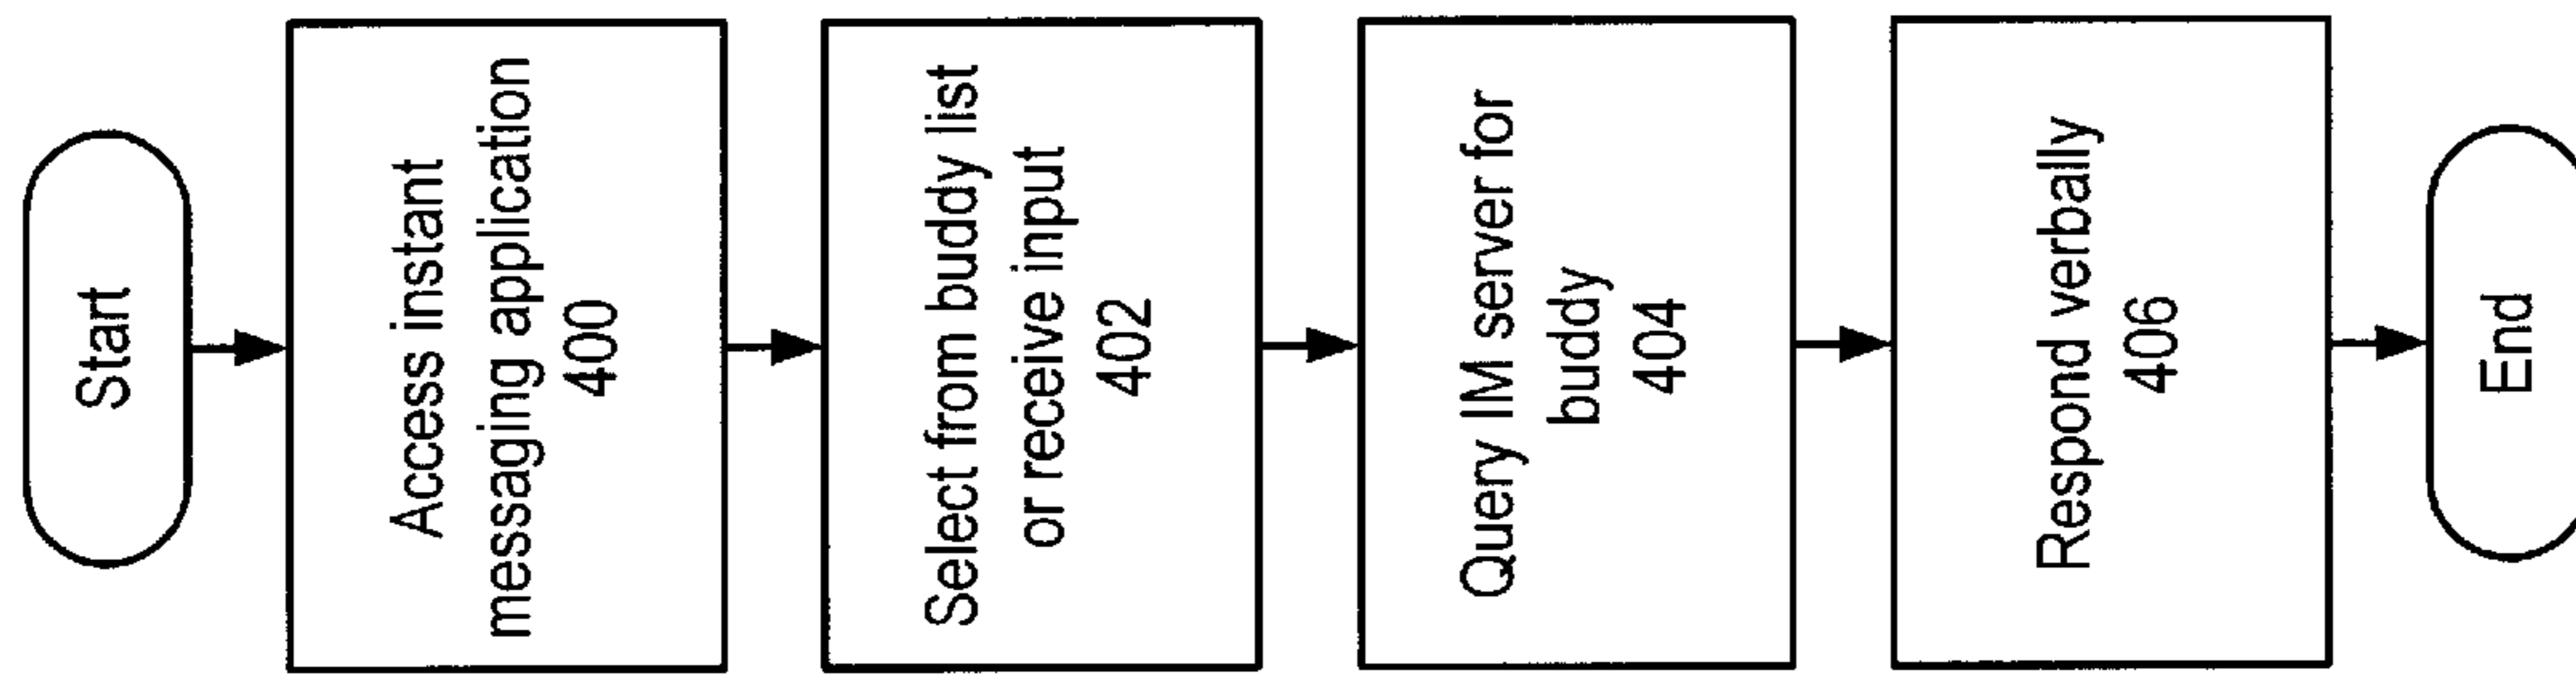 Start
Access instant
messaging application
400
Select from buddy list
or receive input
402
Query IM server for
buddy
404
Respond verbally
406
End